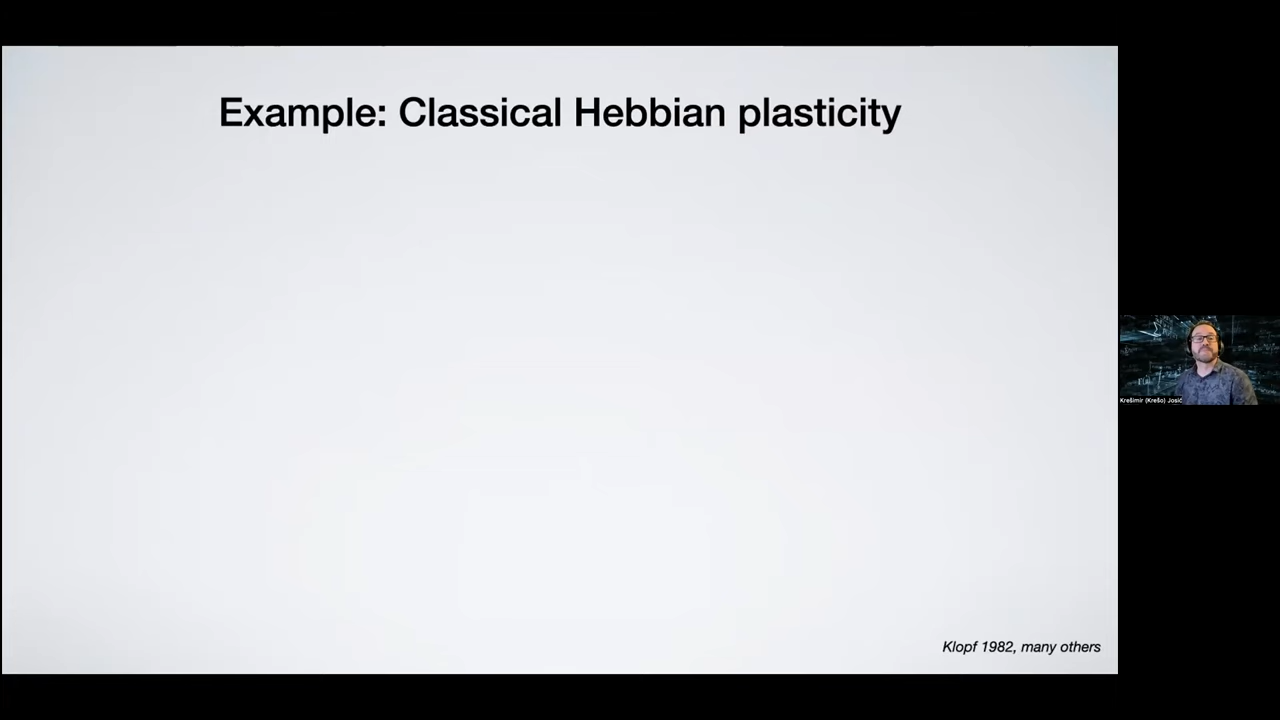 Example: Classical Hebbian plasticity
Krešimir (Krešo) Josić
Klopf 1982, many others